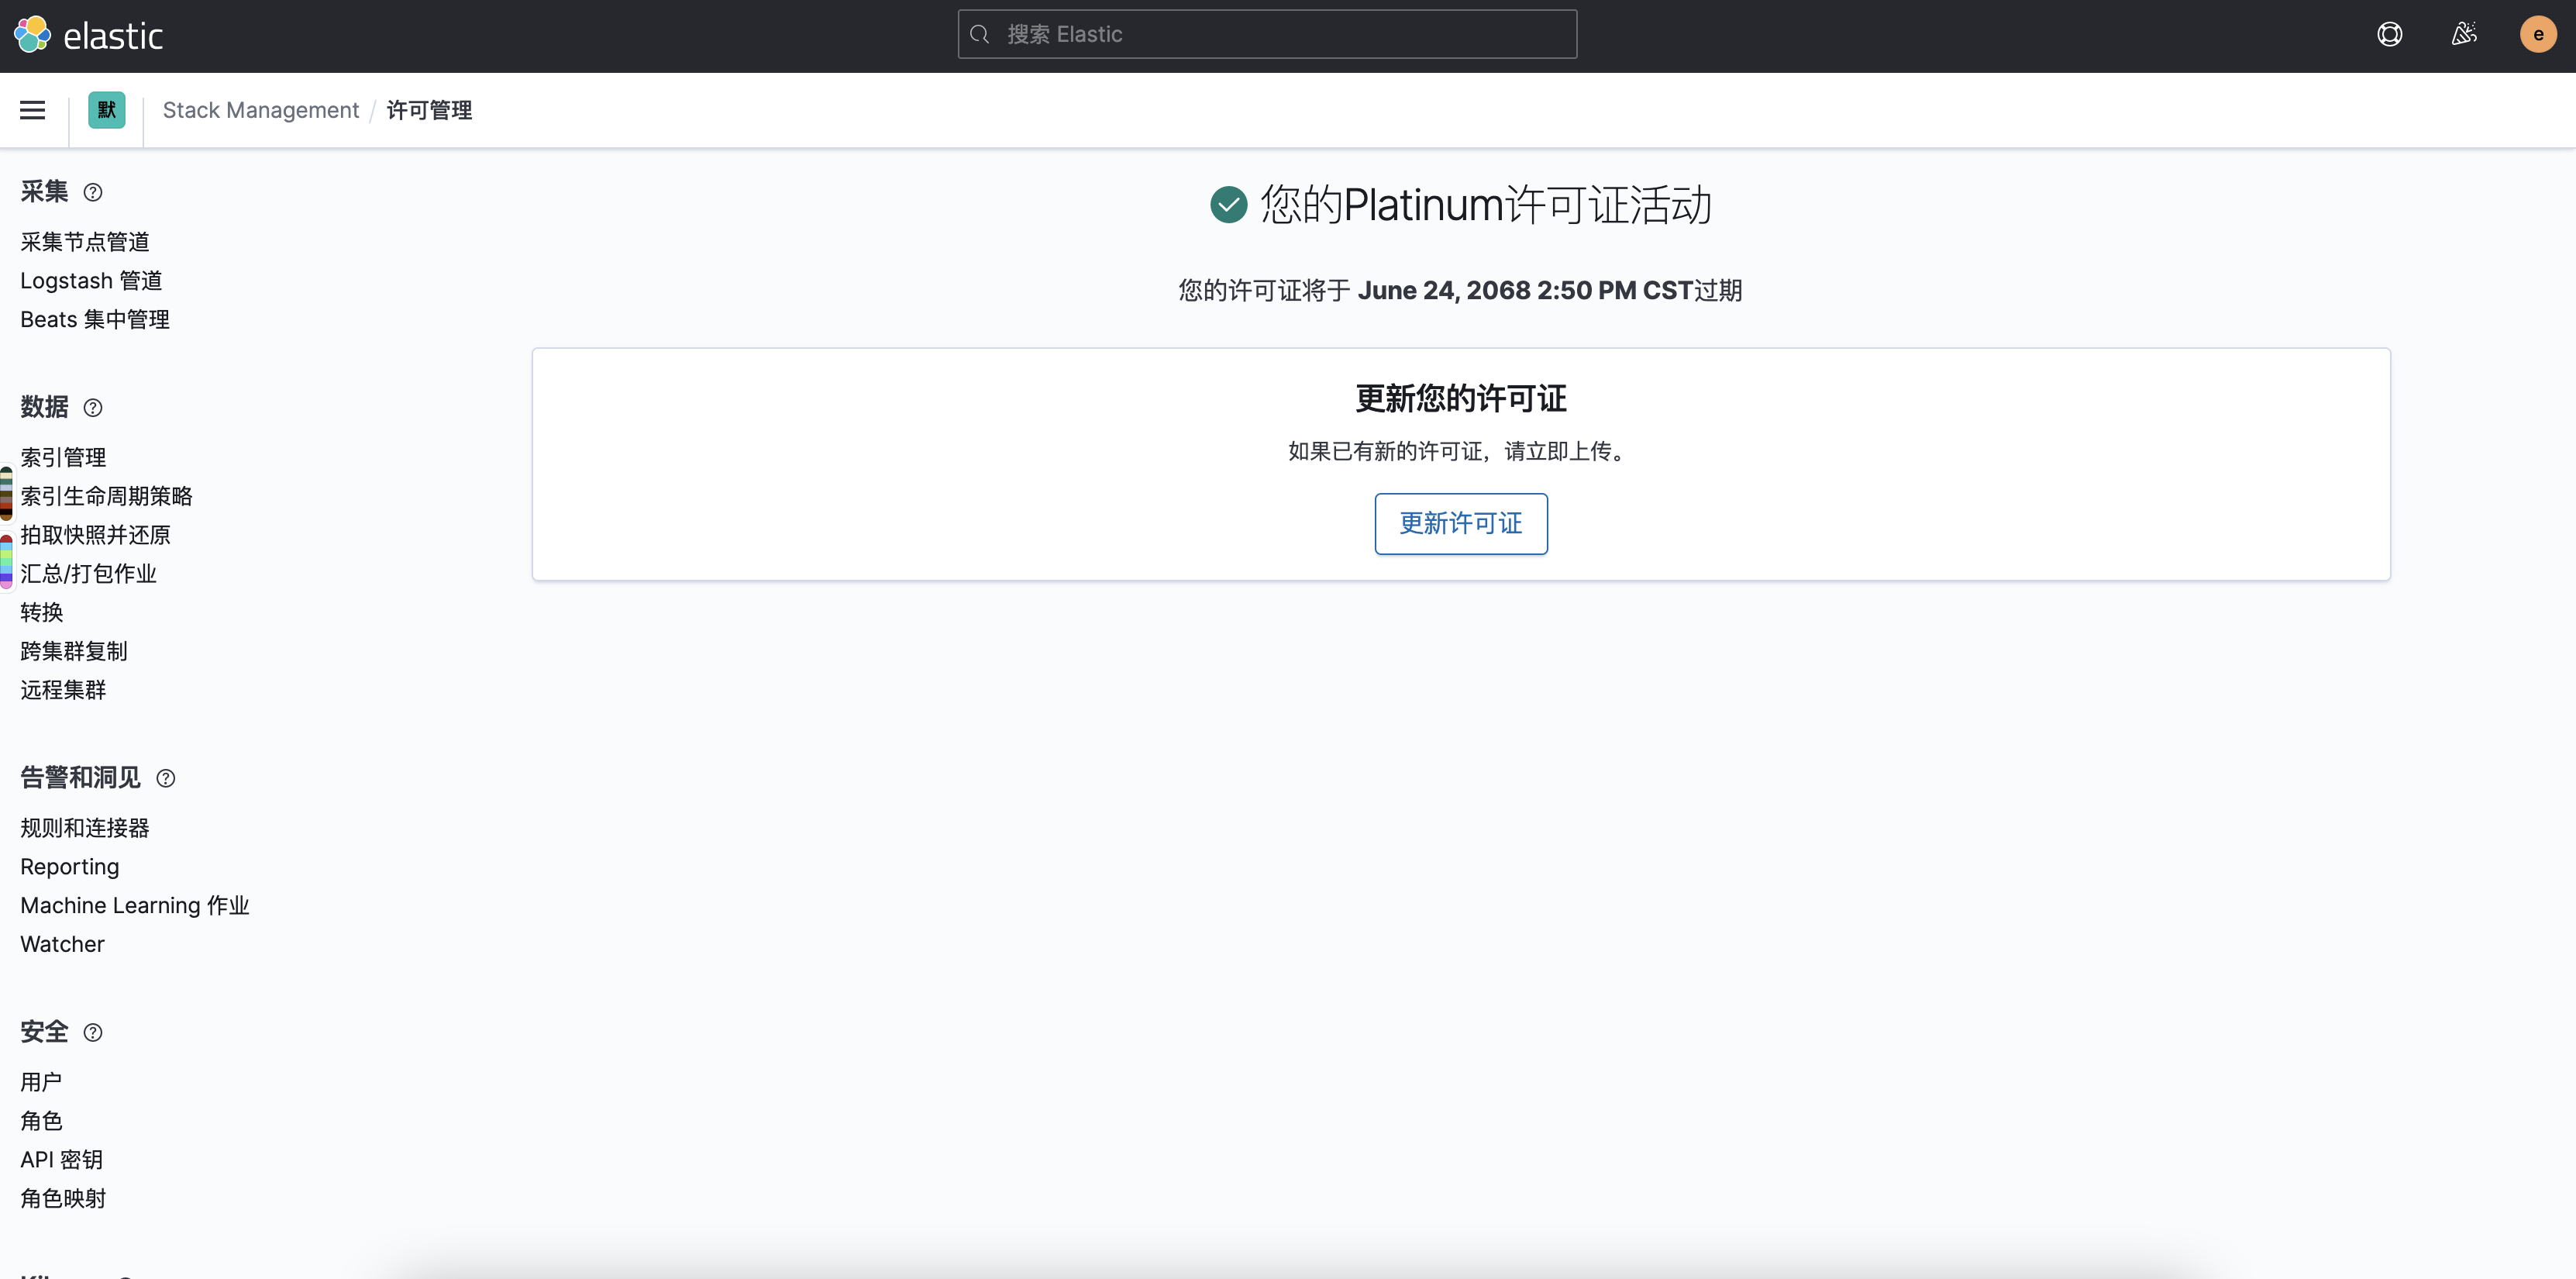 elastic
搜索 Elastic
e
默
Stack Management / 许可管理
采集
采集节点管道
Logstash 管道
Beats 集中管理
数据
索引管理
索引生命周期策略
拍取快照并还原
汇总/打包作业
转换
跨集群复制
远程集群
告警和洞见
规则和连接器
Reporting
Machine Learning 作业
Watcher
安全
用户
角色
API 密钥
角色映射
您的Platinum许可证活动
您的许可证将于 June 24, 2068 2:50 PM CST过期
更新您的许可证
如果已有新的许可证，请立即上传。
更新许可证